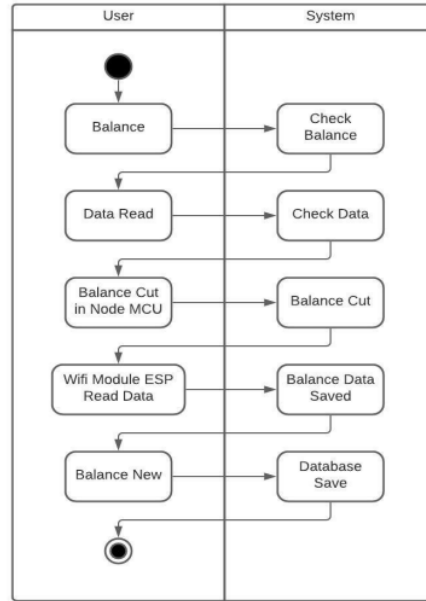 User
System
Balance
Check
Balance
Data Read
Check Data
Balance Cut
in Node MCU
Balance Cut
Wifi Module ESP
Read Data
Balance Data
Saved
Balance New
Database
Save